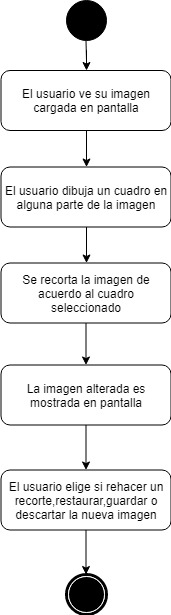 El usuario ve su imagen
cargada en pantalla
El usuario dibuja un cuadro en
alguna parte de la imagen
Se recorta la imagen de
acuerdo al cuadro
seleccionado
La imagen alterada es
mostrada en pantalla
El usuario elige si rehacer un
recorte,restaurar,guardar o
descartar la nueva imagen